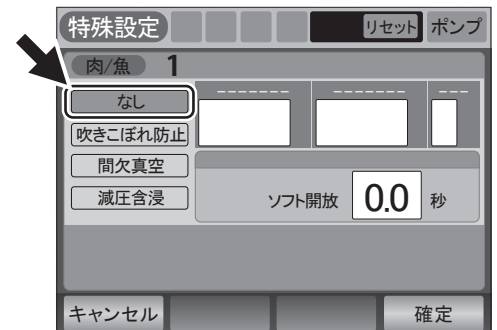 特殊設定 リセット ポンプ
肉/魚 1
なし
吹きこぼれ防止
間欠真空
減圧含浸
ソフト開放 0.0 秒
キャンセル 確定